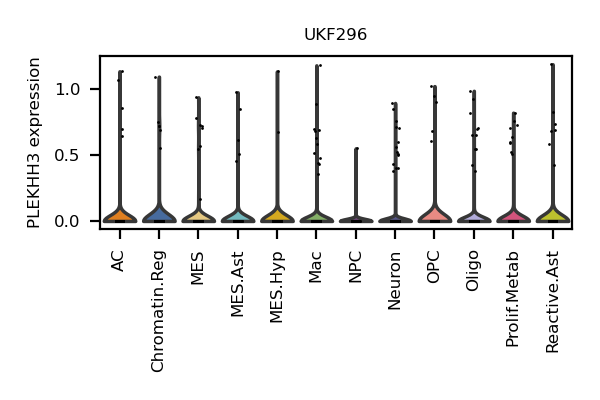 UKF296
PLEKHH3 expression
1.0
0.5
0.0
AC
Chromatin.Reg
MES
MES.Ast
MES.Hyp
Mac
NPC
Neuron
OPC
Oligo
Prolif.Metab
Reactive.Ast